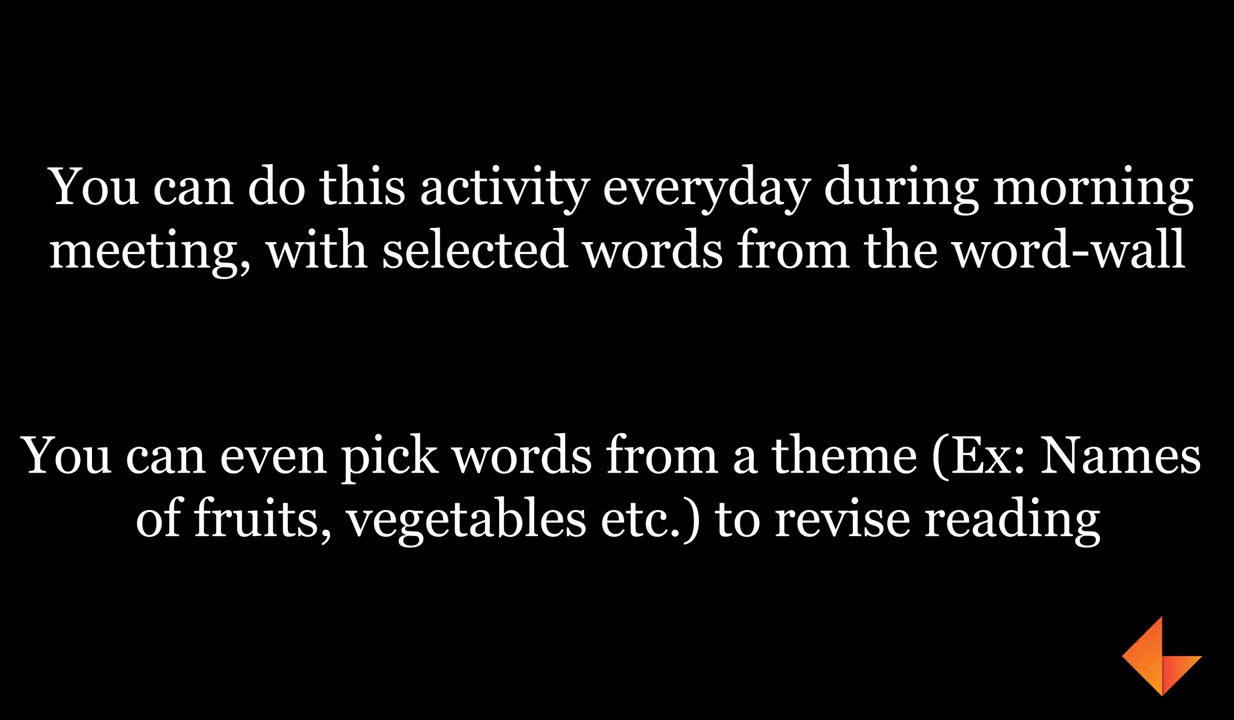 You can do this activity everyday during morning
meeting, with selected words from the word-wall
You can even pick words from a theme (Ex: Names
of fruits, vegetables etc.) to revise reading